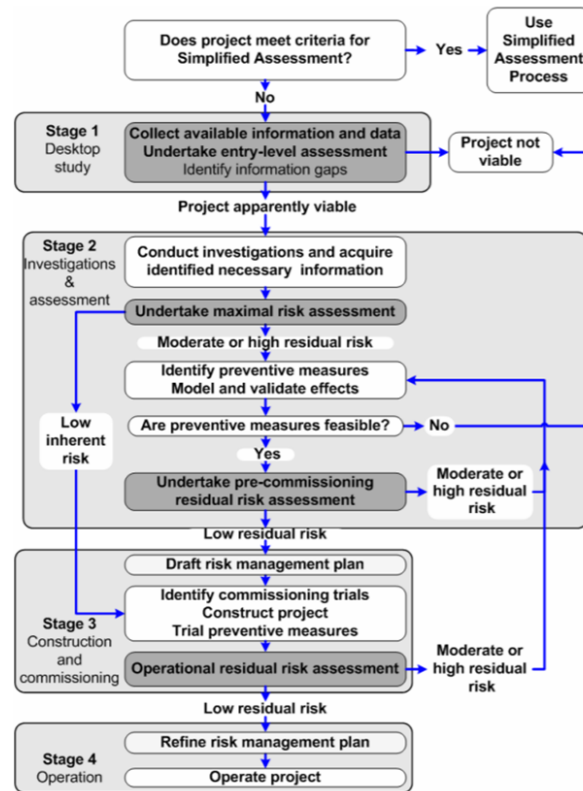 Does project meet criteria for
Simplified Assessment?
Yes
Use
Simplified
Assessment
Process
No
Stage 1
Desktop
study
Collect available information and data
Undertake entry-level assessment
Identify information gaps
Project not
viable
Project apparently viable
Stage 2
Investigations
&
assessment
Conduct investigations and acquire
identified necessary information
Undertake maximal risk assessment
Moderate or high residual risk
Identify preventive measures
Model and validate effects
Low
inherent
risk
Are preventive measures feasible?
No
Yes
Undertake pre-commissioning
residual risk assessment
Moderate or
high residual
risk
Low residual risk
Draft risk management plan
Stage 3
Construction
and
commissioning
Identify commissioning trials
Construct project
Trial preventive measures
Operational residual risk assessment
Moderate or
high residual
risk
Low residual risk
Stage 4
Operation
Refine risk management plan
Operate project